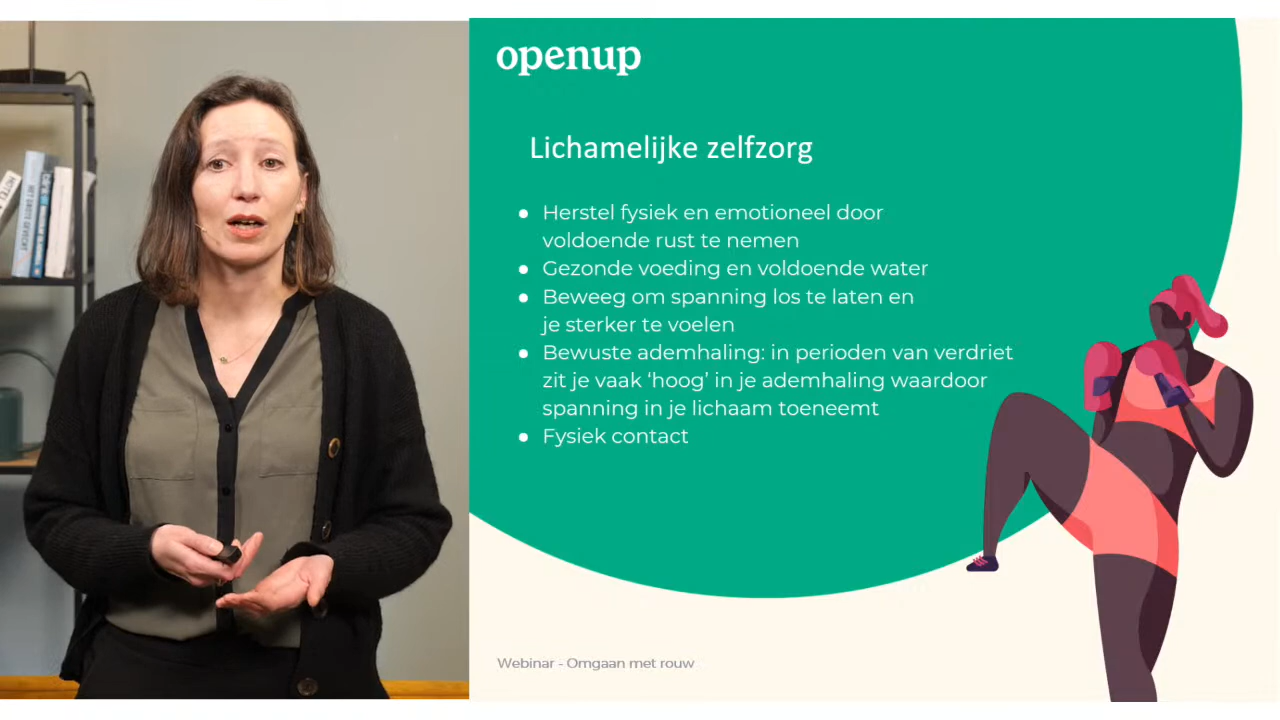 openup
Lichamelijke zelfzorg
● Herstel fysiek en emotioneel door
voldoende rust te nemen
● Gezonde voeding en voldoende water
● Beweeg om spanning los te laten en
je sterker te voelen
● Bewuste ademhaling: in perioden van verdriet
zit je vaak ‘hoog’ in je ademhaling waardoor
spanning in je lichaam toeneemt
● Fysiek contact
Webinar - Omgaan met rouw